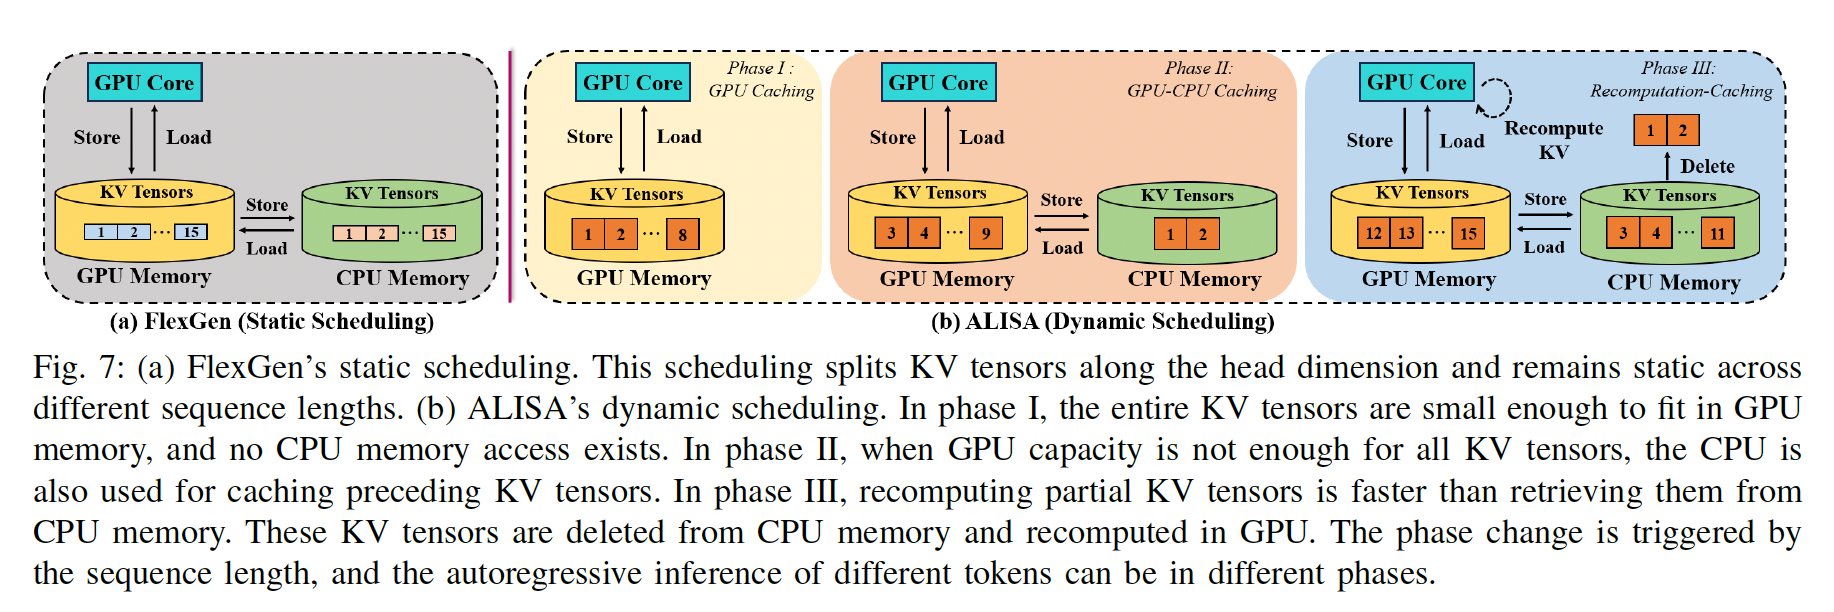 GPU Core
Store
Load
KV Tensors
1 2 ··· 15
GPU Memory
Store
Load
KV Tensors
1 2 ··· 15
CPU Memory
(a) FlexGen (Static Scheduling)
Phase I :
GPU Caching
GPU Core
Store
Load
KV Tensors
1 2 ··· 8
GPU Memory
Phase II:
GPU-CPU Caching
GPU Core
Store
Load
KV Tensors
3 4 ··· 9
GPU Memory
Store
Load
KV Tensors
1 2
CPU Memory
Phase III:
Recomputation-Caching
GPU Core
Recompute
KV
Store
Load
1 2
Delete
KV Tensors
12 13 ··· 15
GPU Memory
Store
Load
KV Tensors
3 4 ··· 11
CPU Memory
(b) ALISA (Dynamic Scheduling)
Fig. 7: (a) FlexGen's static scheduling. This scheduling splits KV tensors along the head dimension and remains static across
different sequence lengths. (b) ALISA's dynamic scheduling. In phase I, the entire KV tensors are small enough to fit in GPU
memory, and no CPU memory access exists. In phase II, when GPU capacity is not enough for all KV tensors, the CPU is
also used for caching preceding KV tensors. In phase III, recomputing partial KV tensors is faster than retrieving them from
CPU memory. These KV tensors are deleted from CPU memory and recomputed in GPU. The phase change is triggered by
the sequence length, and the autoregressive inference of different tokens can be in different phases.